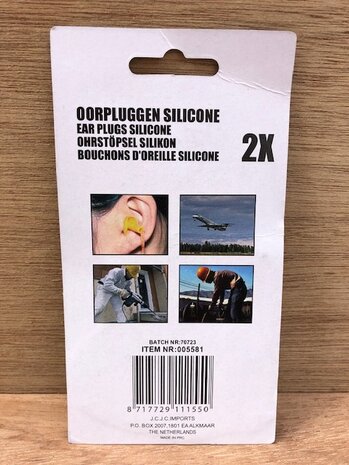 OORPLUGGEN SILICONE
EAR PLUGS SILICONE
OHRSTÖPSEL SILIKON
BOUCHONS D'OREILLE SILICONE
2X
BATCH NR:70723
ITEM NR:005581
8 717729 111550
J.C.J.C.IMPORTS
P.O. BOX 2007,1801 EA ALKMAAR
THE NETHERLANDS
MADE IN PRC